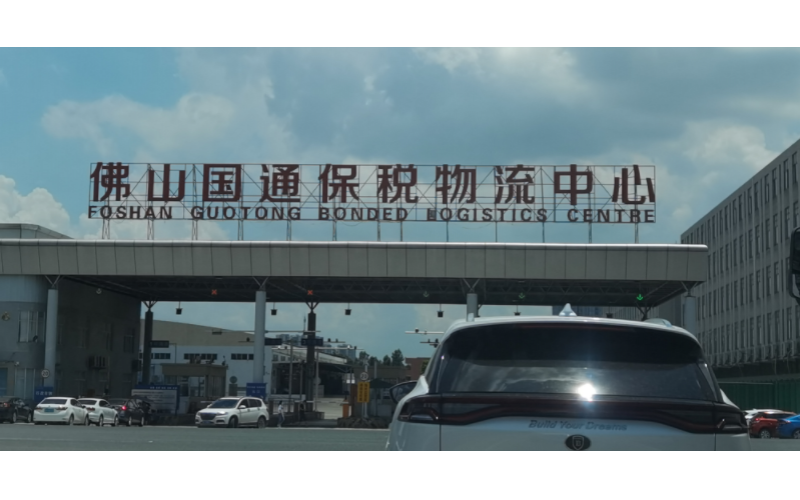 佛山国通保税物流中心
FOSHAN GUOTONG BONDED LOGISTICS CENTRE
Build Your Dreams